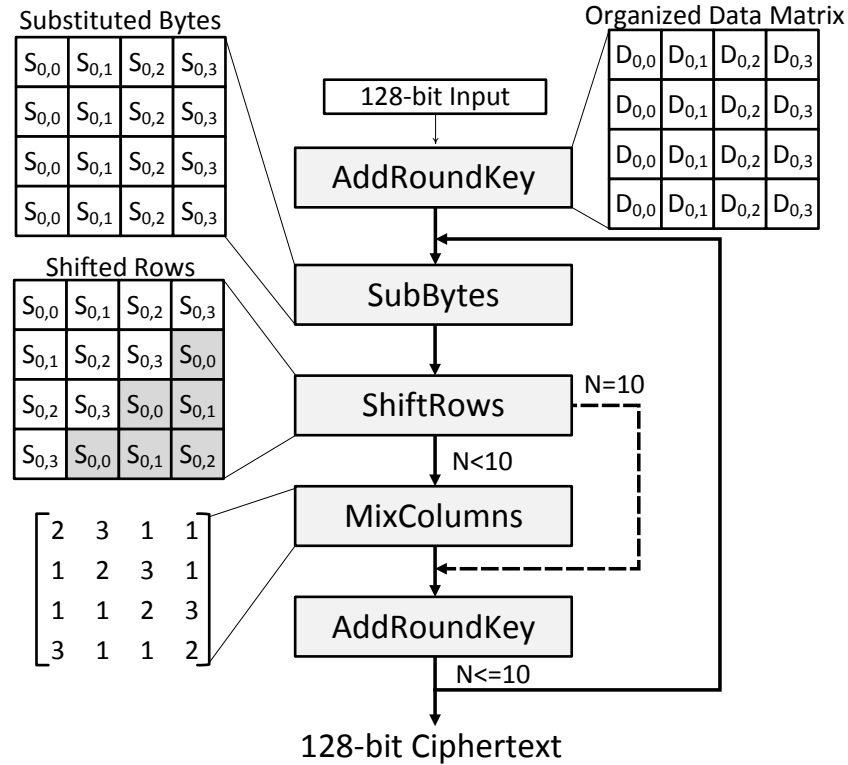 Substituted Bytes
S0,0 S0,1 S0,2 S0,3
S0,0 S0,1 S0,2 S0,3
S0,0 S0,1 S0,2 S0,3
S0,0 S0,1 S0,2 S0,3
Organized Data Matrix
D0,0 D0,1 D0,2 D0,3
D0,0 D0,1 D0,2 D0,3
D0,0 D0,1 D0,2 D0,3
D0,0 D0,1 D0,2 D0,3
128-bit Input
AddRoundKey
SubBytes
Shifted Rows
S0,0 S0,1 S0,2 S0,3
S0,1 S0,2 S0,3 S0,0
S0,2 S0,3 S0,0 S0,1
S0,3 S0,0 S0,1 S0,2
ShiftRows
N=10
N<10
MixColumns
2 3 1 1
1 2 3 1
1 1 2 3
3 1 1 2
AddRoundKey
N<=10
128-bit Ciphertext